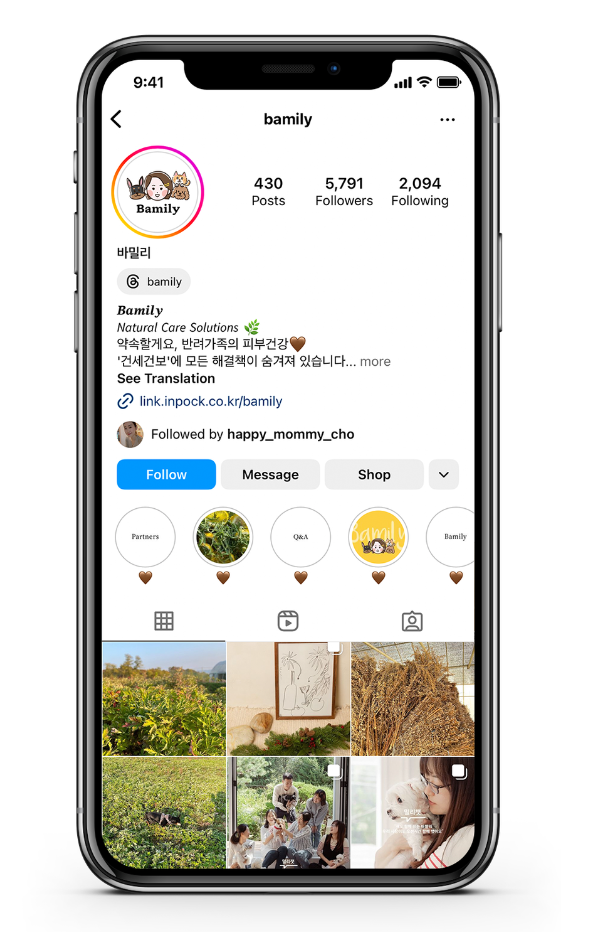 9:41
bamily
Bamily
430
Posts
5,791
Followers
2,094
Following
바밀리
bamily
Bamily
Natural Care Solutions 🌿
약속할게요, 반려가족의 피부건강🤎
'건세건보'에 모든 해결책이 숨겨져 있습니다... more
See Translation
link.inpock.co.kr/bamily
Followed by happy_mommy_cho
Follow
Message
Shop
Partners
Q&A
Bamily
Bamily